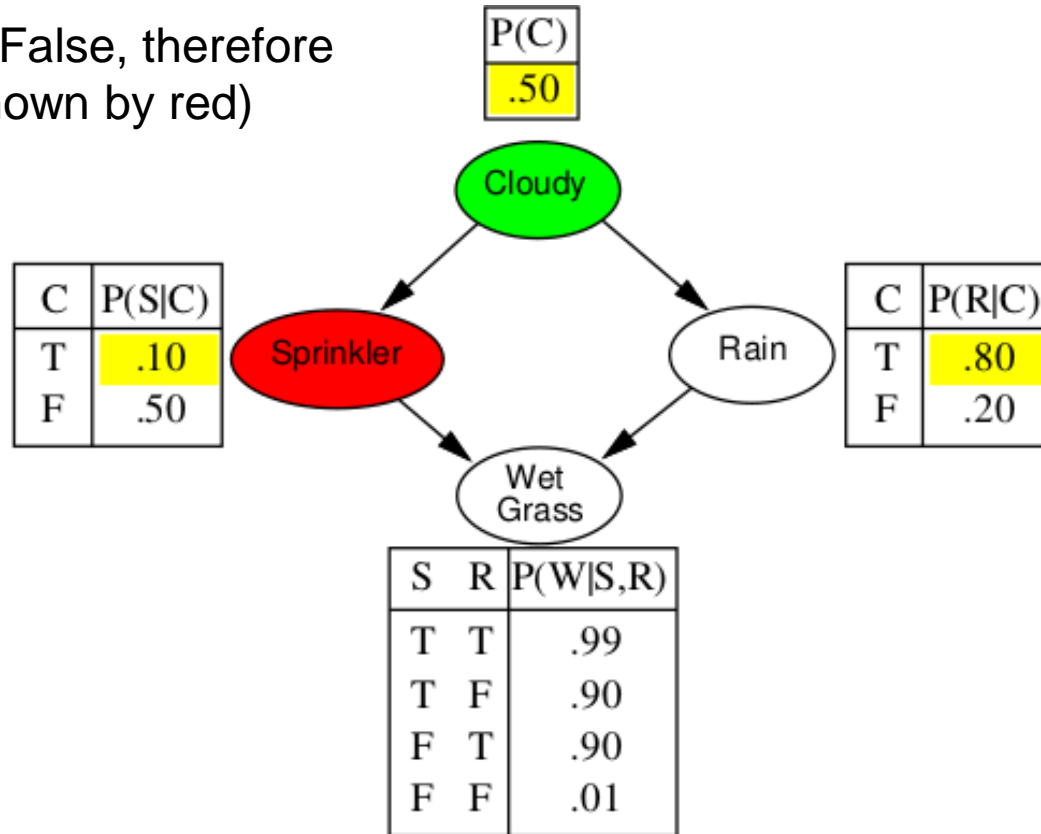 False, therefore
own by red)
P(C)
.50
Cloudy
C P(S|C)
T .10
F .50
Sprinkler
Rain
C P(R|C)
T .80
F .20
Wet
Grass
S R P(W|S,R)
T T .99
T F .90
F T .90
F F .01